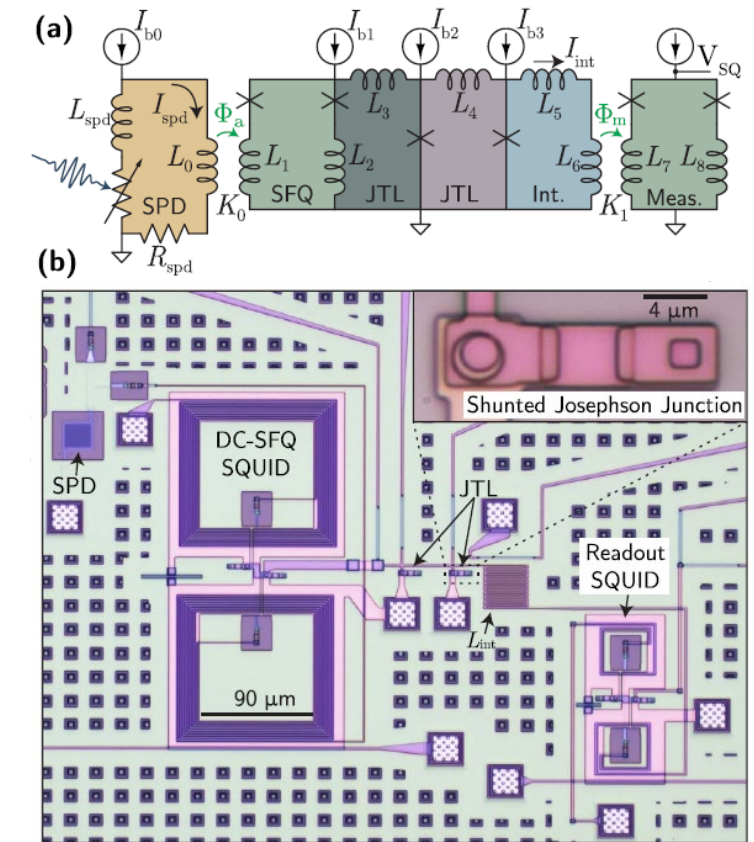 (a)
I_b0
I_b1
I_b2
I_b3
I_int
V_SQ
L_spd
I_spd
Φ_a
L_3
L_4
L_5
Φ_m
L_0
L_1
L_2
L_6
L_7
L_8
SPD
K_0
SFQ
JTL
JTL
Int.
K_1
Meas.
R_spd
(b)
4 μm
Shunted Josephson Junction
DC-SFQ
SQUID
SPD
JTL
Readout
SQUID
L_int
90 μm